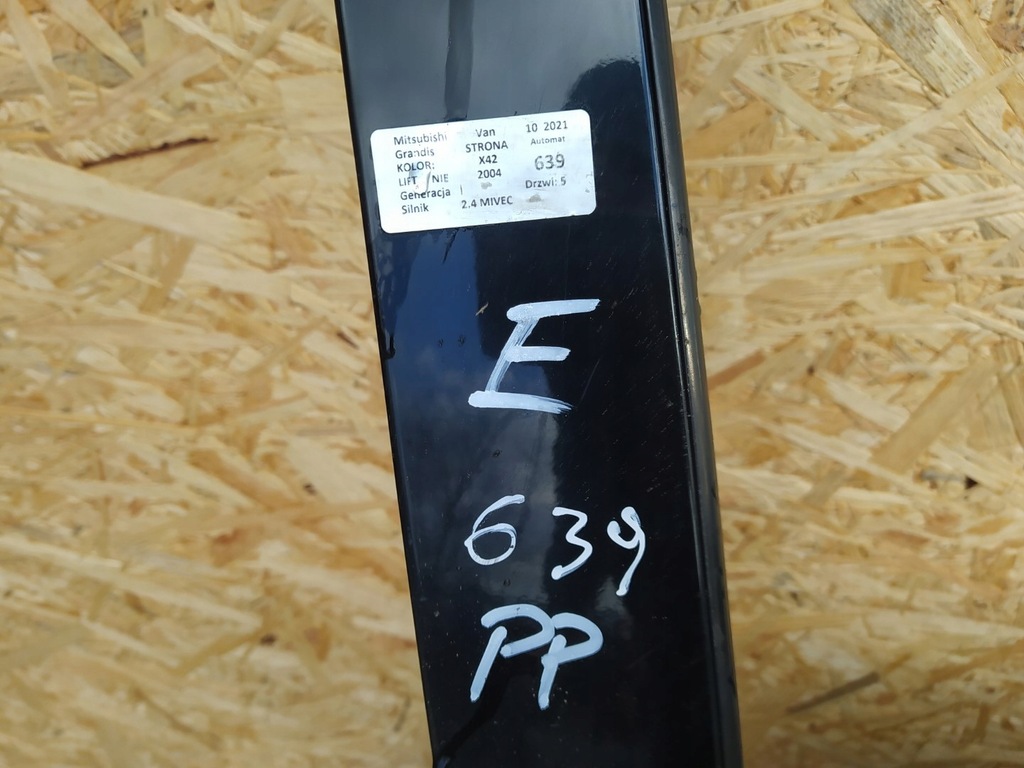 Mitsubishi Van 10 2021
Grandis STRONA Automat
KOLOR: X42 639
LIFT NIE 2004
Generacja I Drzwi: 5
Silnik 2.4 MIVEC
E
639
PP